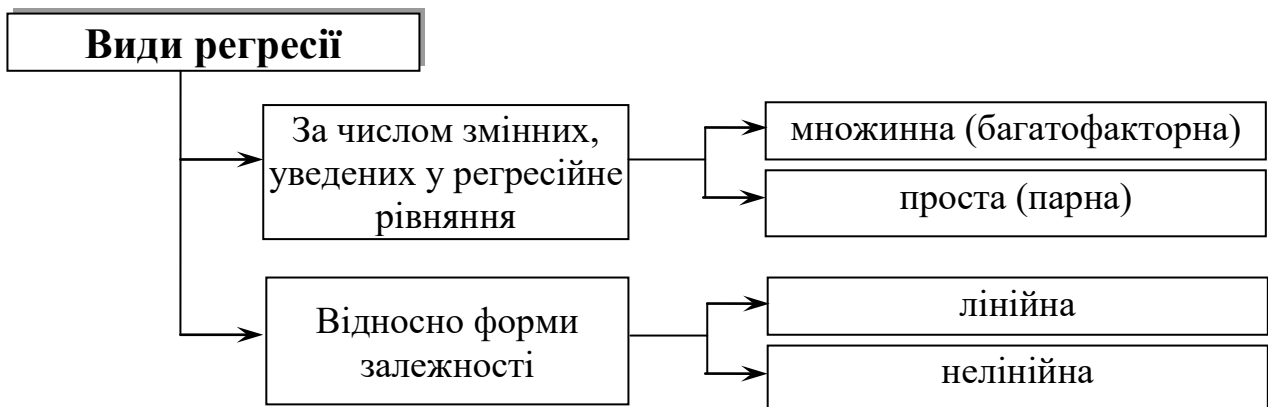 Види регресії
За числом змінних,
уведених у регресійне
рівняння
множинна (багатофакторна)
проста (парна)
Відносно форми
залежності
лінійна
нелінійна